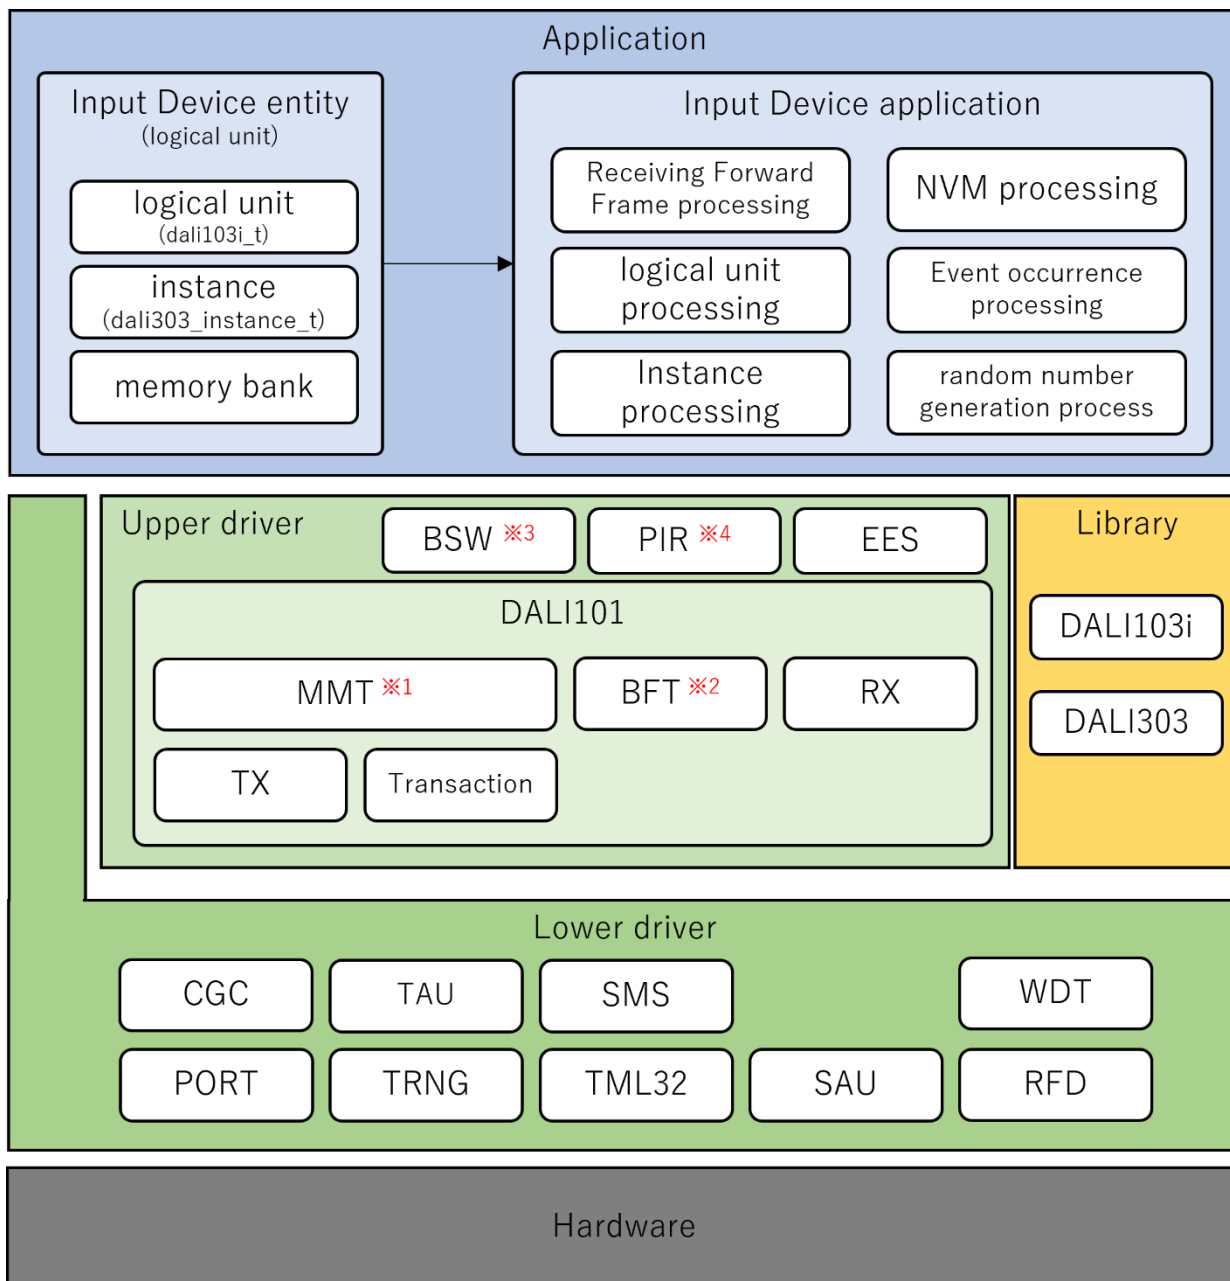 Application
Input Device entity
(logical unit)
logical unit
(dali103i_t)
instance
(dali303_instance_t)
memory bank
Input Device application
Receiving Forward
Frame processing
NVM processing
logical unit
processing
Event occurrence
processing
Instance
processing
random number
generation process
Upper driver
BSW ※3
PIR ※4
EES
DALI101
MMT ※1
BFT ※2
RX
TX
Transaction
Library
DALI103i
DALI303
Lower driver
CGC
TAU
SMS
WDT
PORT
TRNG
TML32
SAU
RFD
Hardware